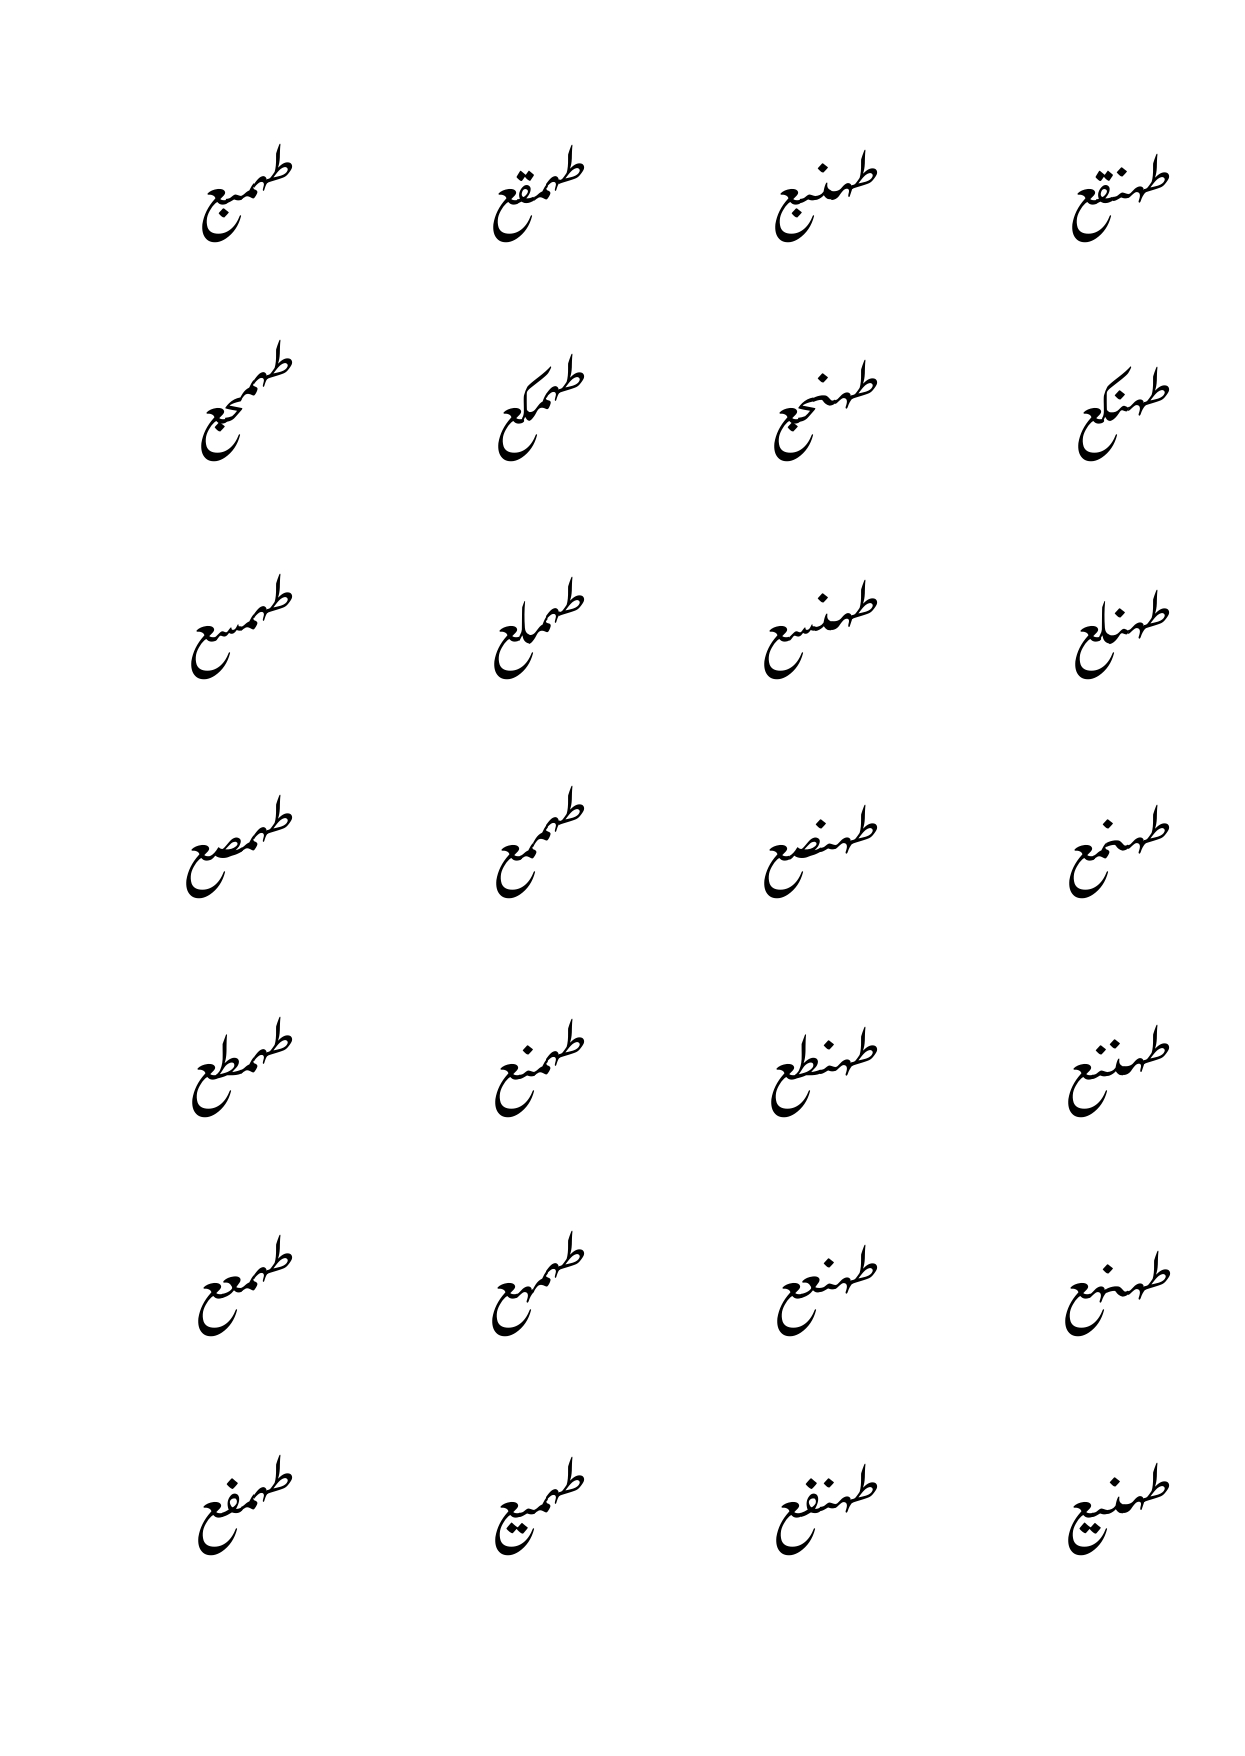 طهنقع طهنبع طهمقع طهمبع
طهنكع طهنجع طهمكع طهمجع
طهنلع طهنسع طهملع طهمسع
طهنمع طهنصع طهممع طهمصع
طهننع طهنطع طهمنع طهمطع
طهنهع طهنعع طهمهع طهمعع
طهنيع طهنفع طهميع طهمفع